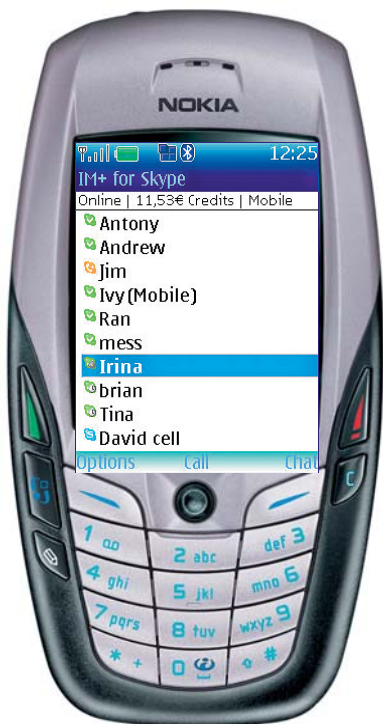 NOKIA
12:25
IM+ for Skype
Online | 11,53€ Credits | Mobile
Antony
Andrew
Jim
Ivy(Mobile)
Ran
mess
Irina
brian
Tina
David cell
Options Call Chat
C
1 2 abc def 3
4 ghi 5 jkl mno 6
7 pqrs 8 tuv wxyz 9
* + 0 #